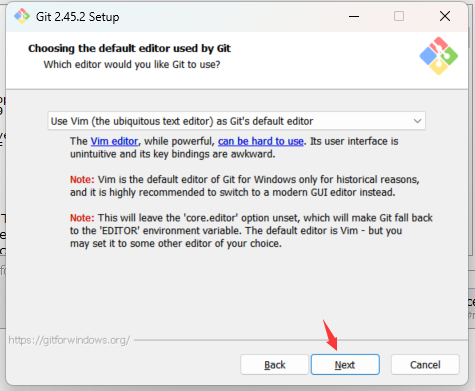 Git 2.45.2 Setup
Choosing the default editor used by Git
Which editor would you like Git to use?
Use Vim (the ubiquitous text editor) as Git's default editor
The Vim editor, while powerful, can be hard to use. Its user interface is
unintuitive and its key bindings are awkward.
Note: Vim is the default editor of Git for Windows only for historical reasons,
and it is highly recommended to switch to a modern GUI editor instead.
Note: This will leave the 'core.editor' option unset, which will make Git fall back
to the 'EDITOR' environment variable. The default editor is Vim - but you
may set it to some other editor of your choice.
https://gitforwindows.org/
Back
Next
Cancel